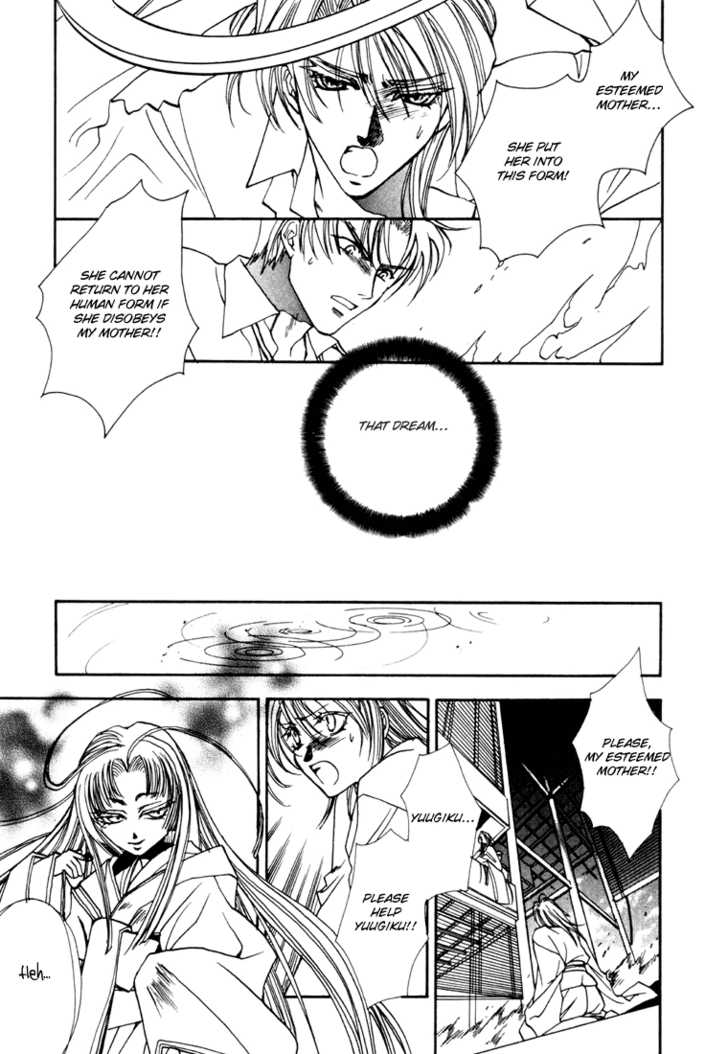 MY
ESTEEMED
MOTHER...
SHE PUT
HER INTO
THIS FORM!
SHE CANNOT
RETURN TO HER
HUMAN FORM IF
SHE DISOBEYS
MY MOTHER!!
THAT DREAM...
PLEASE,
MY ESTEEMED
MOTHER!!
YUUGIKU...
PLEASE
HELP
YUUGIKU!!
Heh...